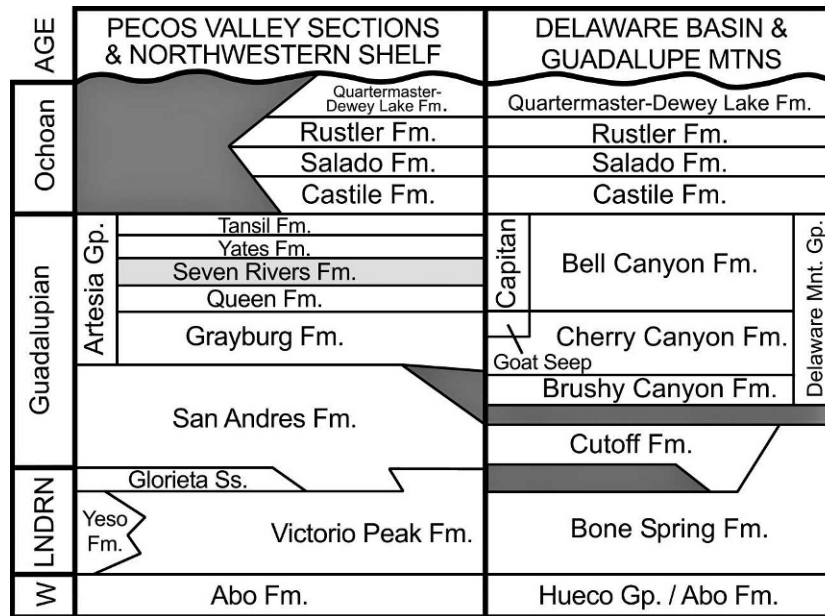 AGE
PECOS VALLEY SECTIONS
& NORTHWESTERN SHELF
DELAWARE BASIN &
GUADALUPE MTNS
Ochoan
Quartermaster-
Dewey Lake Fm.
Rustler Fm.
Salado Fm.
Castile Fm.
Quartermaster-Dewey Lake Fm.
Rustler Fm.
Salado Fm.
Castile Fm.
Guadalupian
Artesia Gp.
Tansil Fm.
Yates Fm.
Seven Rivers Fm.
Queen Fm.
Grayburg Fm.
San Andres Fm.
Capitan
Goat Seep
Bell Canyon Fm.
Cherry Canyon Fm.
Brushy Canyon Fm.
Delaware Mnt. Gp.
Cutoff Fm.
LNDRN
Glorieta Ss.
Yeso
Fm.
Victorio Peak Fm.
Bone Spring Fm.
W
Abo Fm.
Hueco Gp. / Abo Fm.